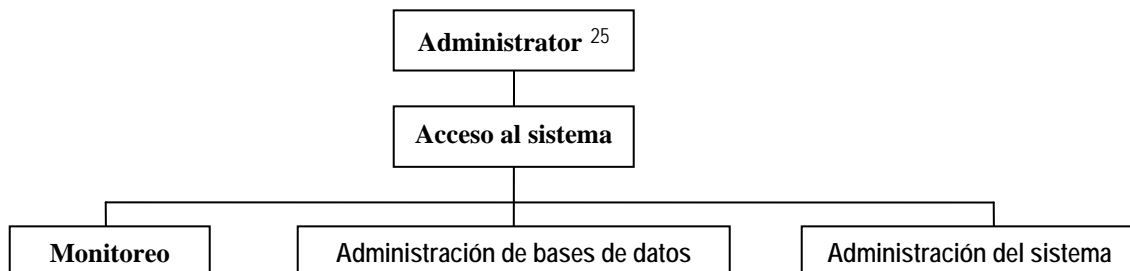 Administrator 25
Acceso al sistema
Monitoreo
Administración de bases de datos
Administración del sistema